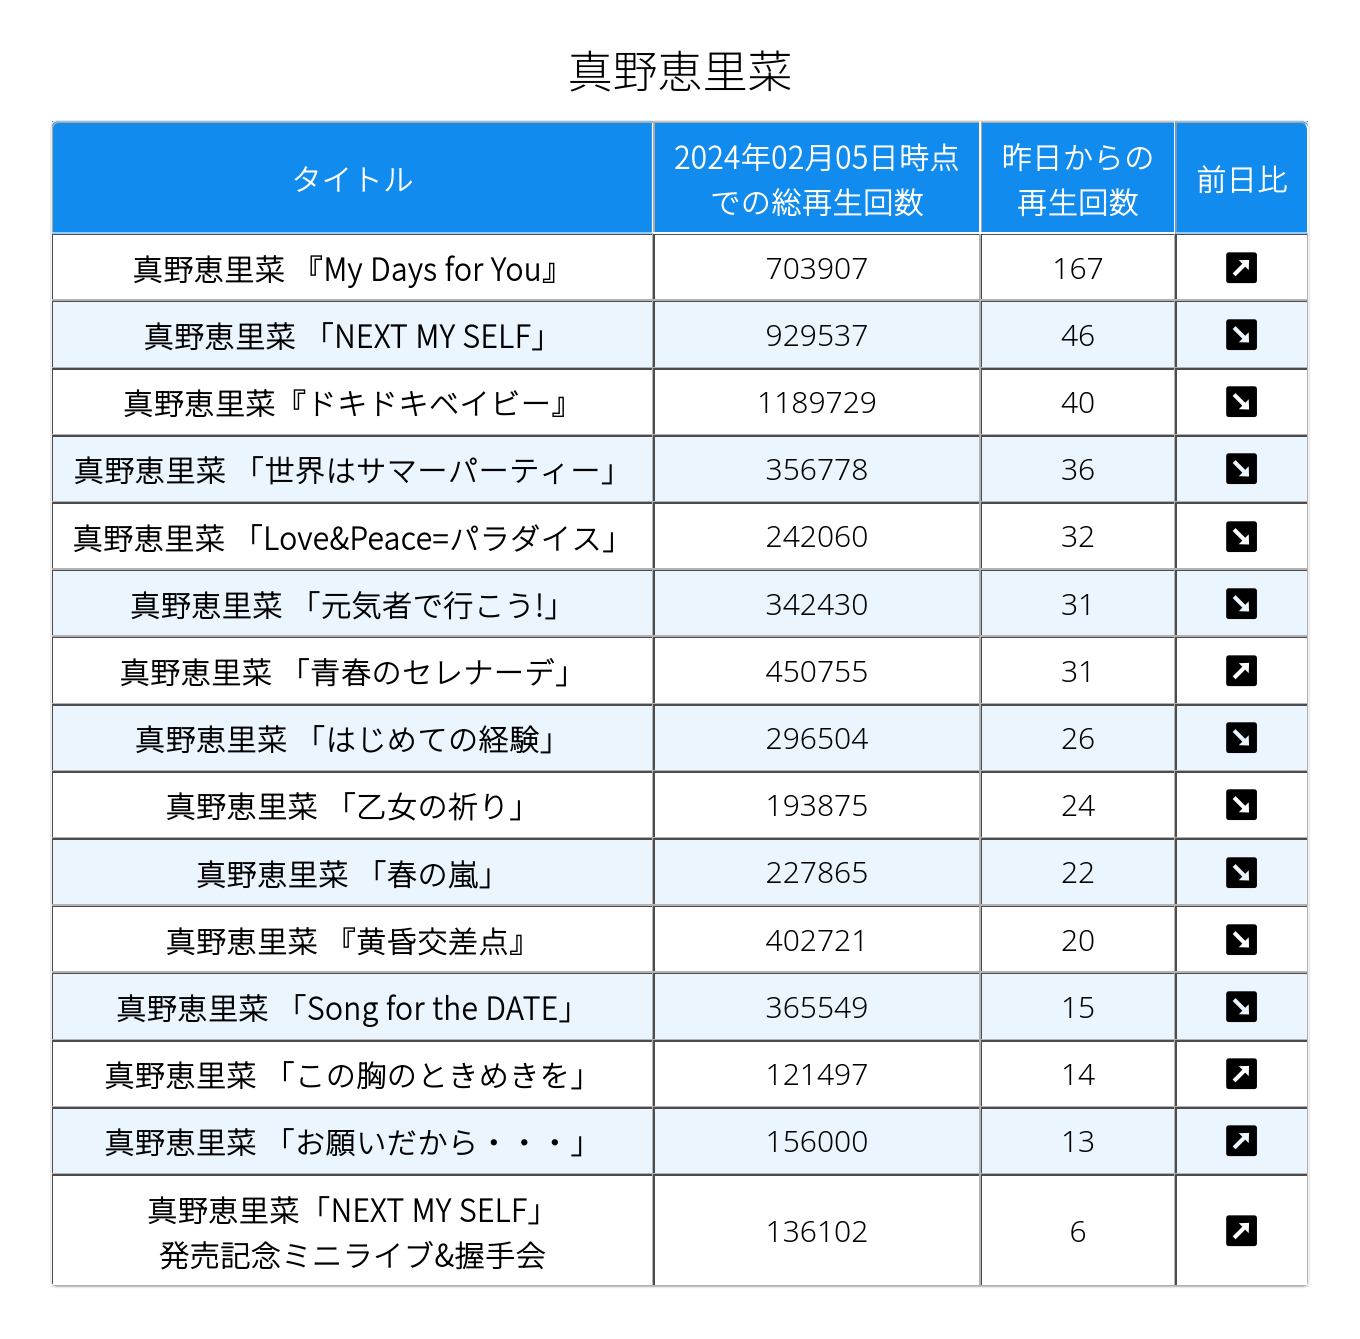 真野恵里菜
タイトル
2024年02月05日時点
での総再生回数
昨日からの
再生回数
前日比
真野恵里菜 『My Days for You』
703907
167
真野恵里菜 「NEXT MY SELF」
929537
46
真野恵里菜『ドキドキベイビー』
1189729
40
真野恵里菜 「世界はサマーパーティー」
356778
36
真野恵里菜 「Love&Peace=パラダイス」
242060
32
真野恵里菜 「元気者で行こう!」
342430
31
真野恵里菜 「青春のセレナーデ」
450755
31
真野恵里菜 「はじめての経験」
296504
26
真野恵里菜 「乙女の祈り」
193875
24
真野恵里菜 「春の嵐」
227865
22
真野恵里菜 『黄昏交差点』
402721
20
真野恵里菜 「Song for the DATE」
365549
15
真野恵里菜 「この胸のときめきを」
121497
14
真野恵里菜 「お願いだから・・・」
156000
13
真野恵里菜「NEXT MY SELF」
発売記念ミニライブ&握手会
136102
6